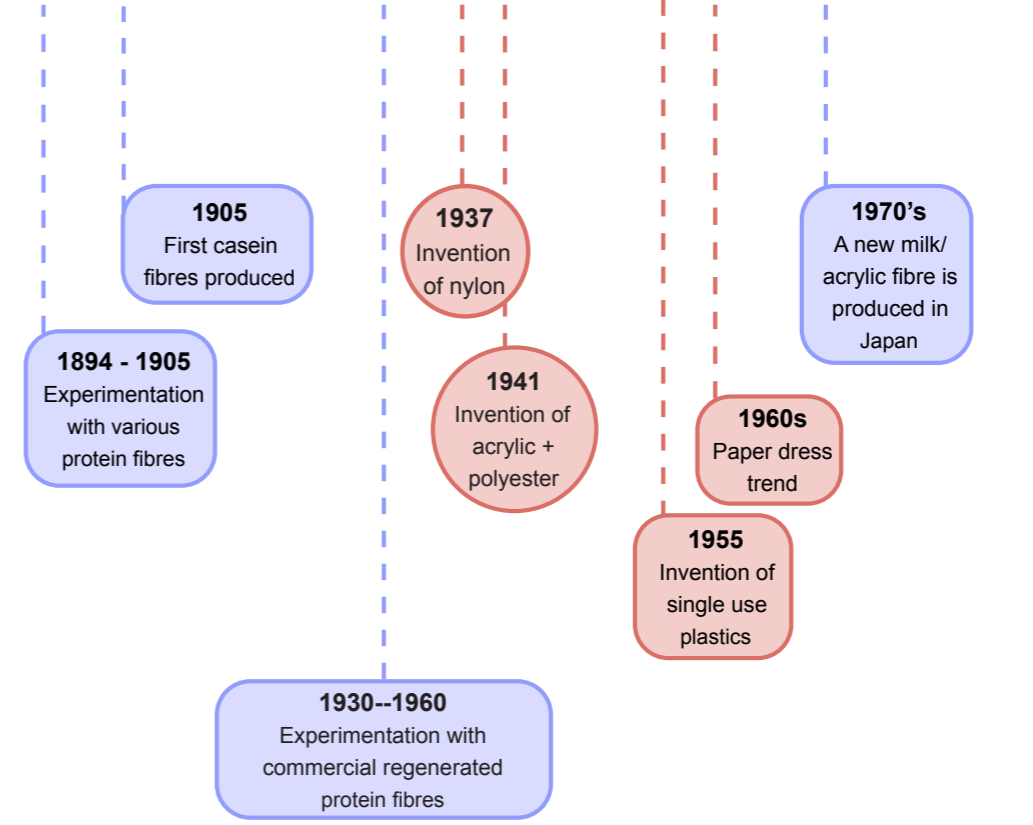 1905
First casein
fibres produced
1894 - 1905
Experimentation
with various
protein fibres
1930--1960
Experimentation with
commercial regenerated
protein fibres
1937
Invention
of nylon
1941
Invention of
acrylic +
polyester
1955
Invention of
single use
plastics
1960s
Paper dress
trend
1970’s
A new milk/
acrylic fibre is
produced in
Japan